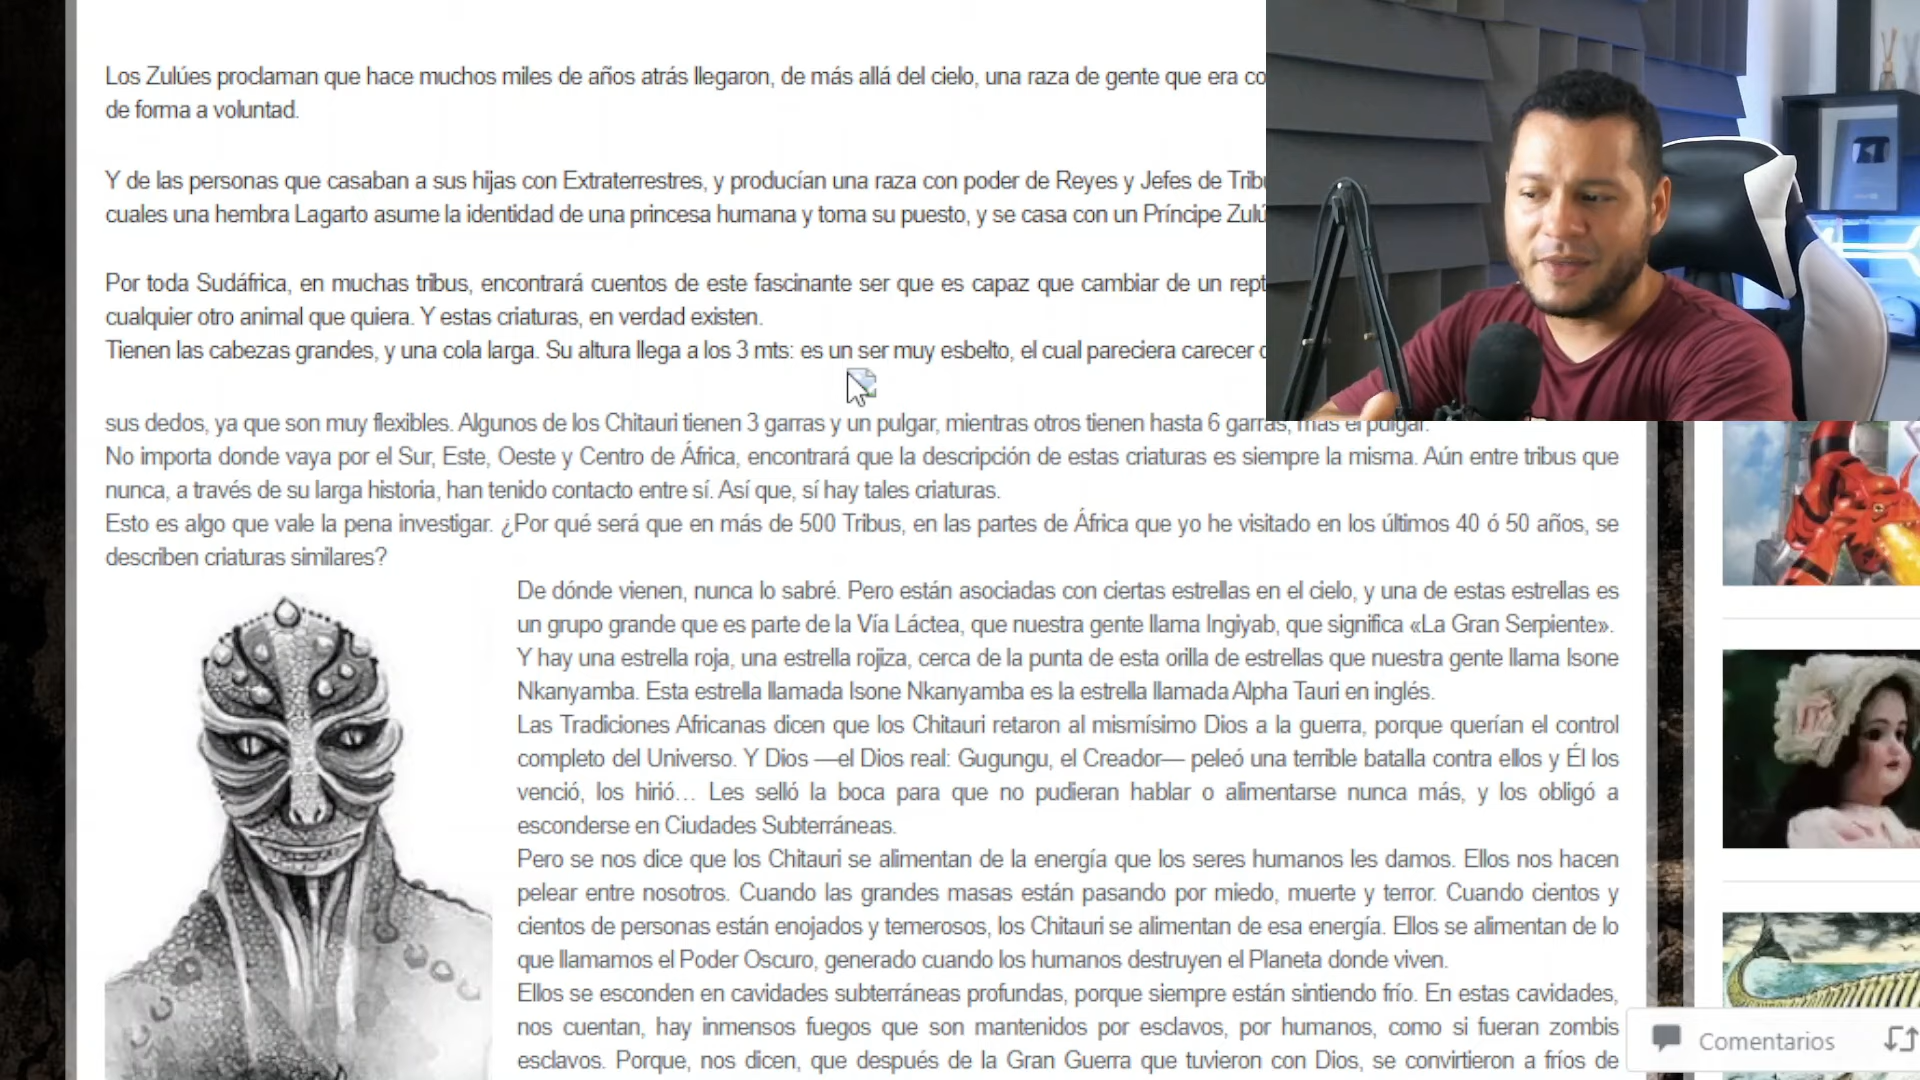 Los Zulúes proclaman que hace muchos miles de años atrás llegaron, de más allá del cielo, una raza de gente que era
de forma a voluntad.
Y de las personas que casaban a sus hijas con Extraterrestres, y producían una raza con poder de Reyes y Jefes de
cuales una hembra Lagarto asume la identidad de una princesa humana y toma su puesto, y se casa con un Príncipe
Por toda Sudáfrica, en muchas tribus, encontrará cuentos de este fascinante ser que es capaz que cambiar de un
cualquier otro animal que quiera. Y estas criaturas, en verdad existen.
Tienen las cabezas grandes, y una cola larga. Su altura llega a los 3 mts: es un ser muy esbelto, el cual pareciera carecer
sus dedos, ya que son muy flexibles. Algunos de los Chitauri tienen 3 garras y un pulgar, mientras otros tienen hasta 6 garras, más el pulgar.
No importa donde vaya por el Sur, Este, Oeste y Centro de África, encontrará que la descripción de estas criaturas es siempre la misma. Aún entre tribus que
nunca, a través de su larga historia, han tenido contacto entre sí. Así que, sí hay tales criaturas.
Esto es algo que vale la pena investigar. ¿Por qué será que en más de 500 Tribus, en las partes de África que yo he visitado en los últimos 40 ó 50 años, se
describen criaturas similares?
De dónde vienen, nunca lo sabré. Pero están asociadas con ciertas estrellas en el cielo, y una de estas estrellas es
un grupo grande que es parte de la Vía Láctea, que nuestra gente llama Ingiyab, que significa «La Gran Serpiente».
Y hay una estrella roja, una estrella rojiza, cerca de la punta de esta orilla de estrellas que nuestra gente llama Isone
Nkanyamba. Esta estrella llamada Isone Nkanyamba es la estrella llamada Alpha Tauri en inglés.
Las Tradiciones Africanas dicen que los Chitauri retaron al mismísimo Dios a la guerra, porque querían el control
completo del Universo. Y Dios —el Dios real: Gugungu, el Creador— peleó una terrible batalla contra ellos y Él los
venció, los hirió… Les selló la boca para que no pudieran hablar o alimentarse nunca más, y los obligó a
esconderse en Ciudades Subterráneas.
Pero se nos dice que los Chitauri se alimentan de la energía que los seres humanos les damos. Ellos nos hacen
pelear entre nosotros. Cuando las grandes masas están pasando por miedo, muerte y terror. Cuando cientos y
cientos de personas están enojados y temerosos, los Chitauri se alimentan de esa energía. Ellos se alimentan de lo
que llamamos el Poder Oscuro, generado cuando los humanos destruyen el Planeta donde viven.
Ellos se esconden en cavidades subterráneas profundas, porque siempre están sintiendo frío. En estas cavidades,
nos cuentan, hay inmensos fuegos que son mantenidos por esclavos, por humanos, como si fueran zombis
esclavos. Porque, nos dicen, que después de la Gran Guerra que tuvieron con Dios, se convirtieron a fríos de
Comentarios